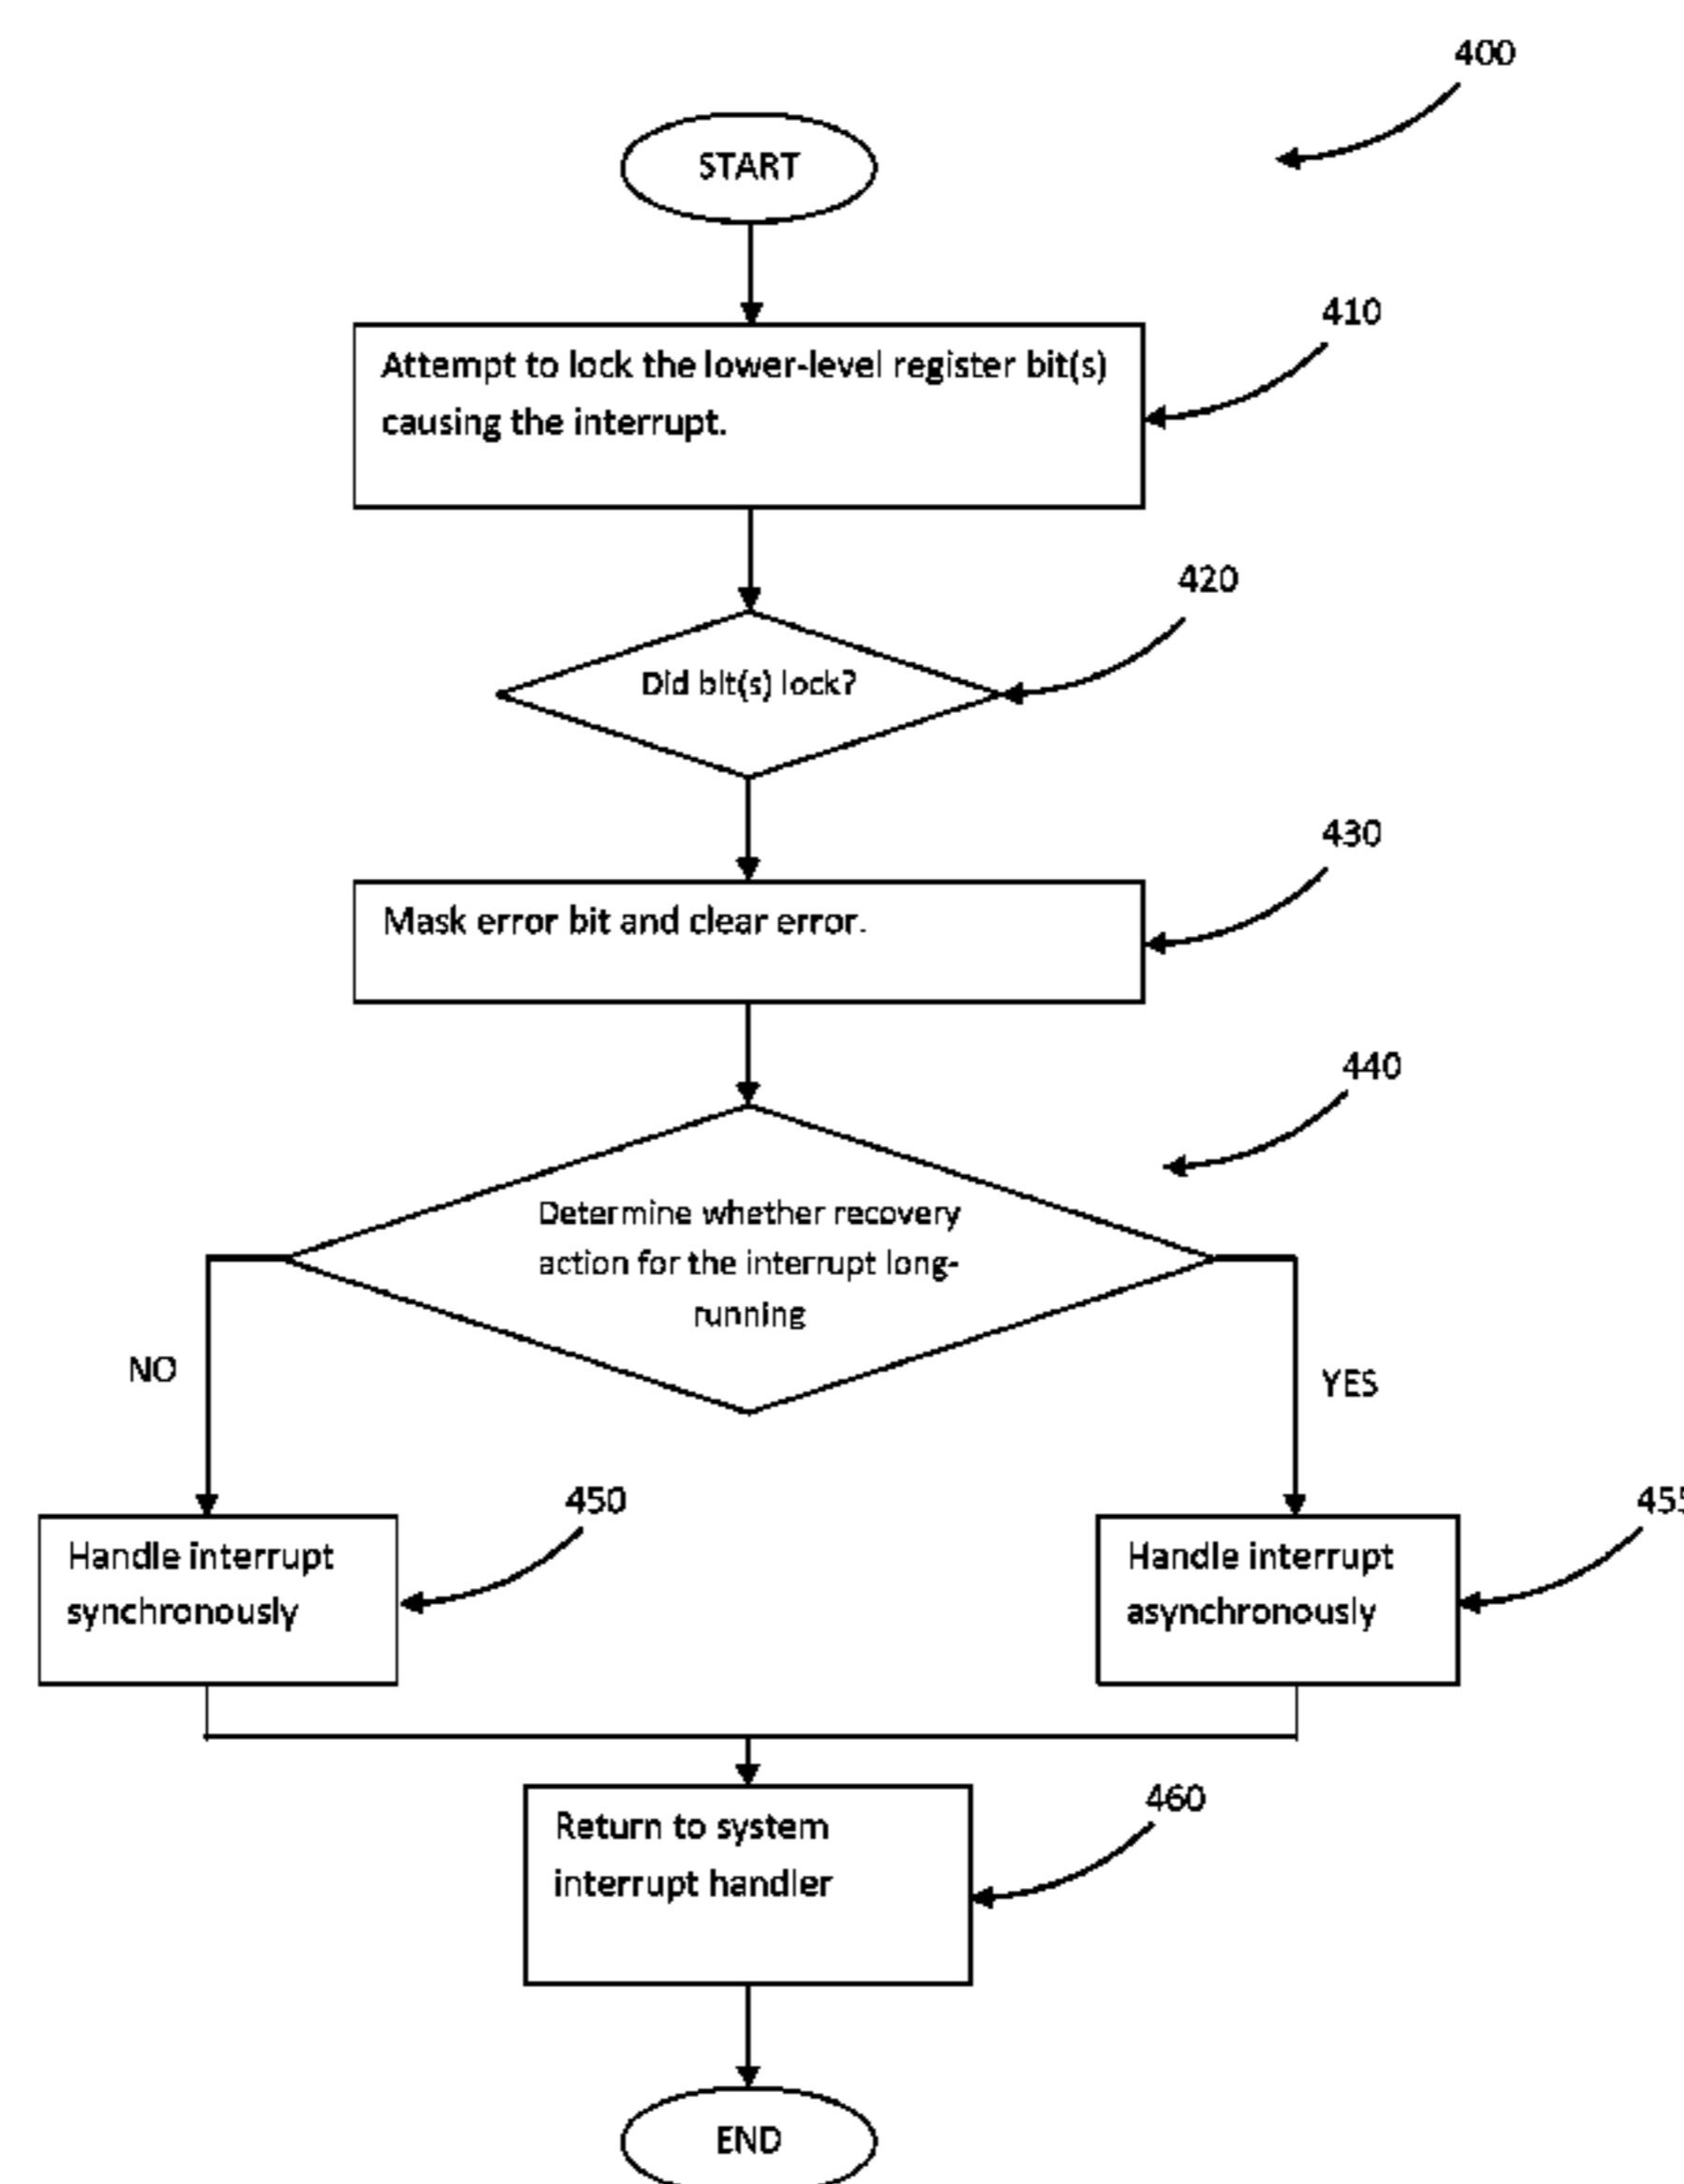 400
START
410
Attempt to lock the lower-level register bit(s)
causing the interrupt.
420
Did bit(s) lock?
430
Mask error bit and clear error.
440
Determine whether recovery
action for the interrupt long-
running
NO
YES
450
455
Handle interrupt
synchronously
Handle interrupt
asynchronously
460
Return to system
interrupt handler
END